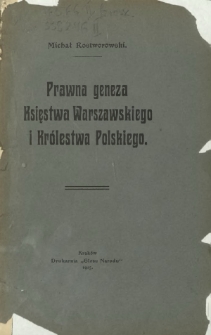 Michał Rostworowski.
Prawna geneza
Księstwa Warszawskiego
i Królestwa Polskiego.
Kraków
Drukarnia „Głosu Narodu”